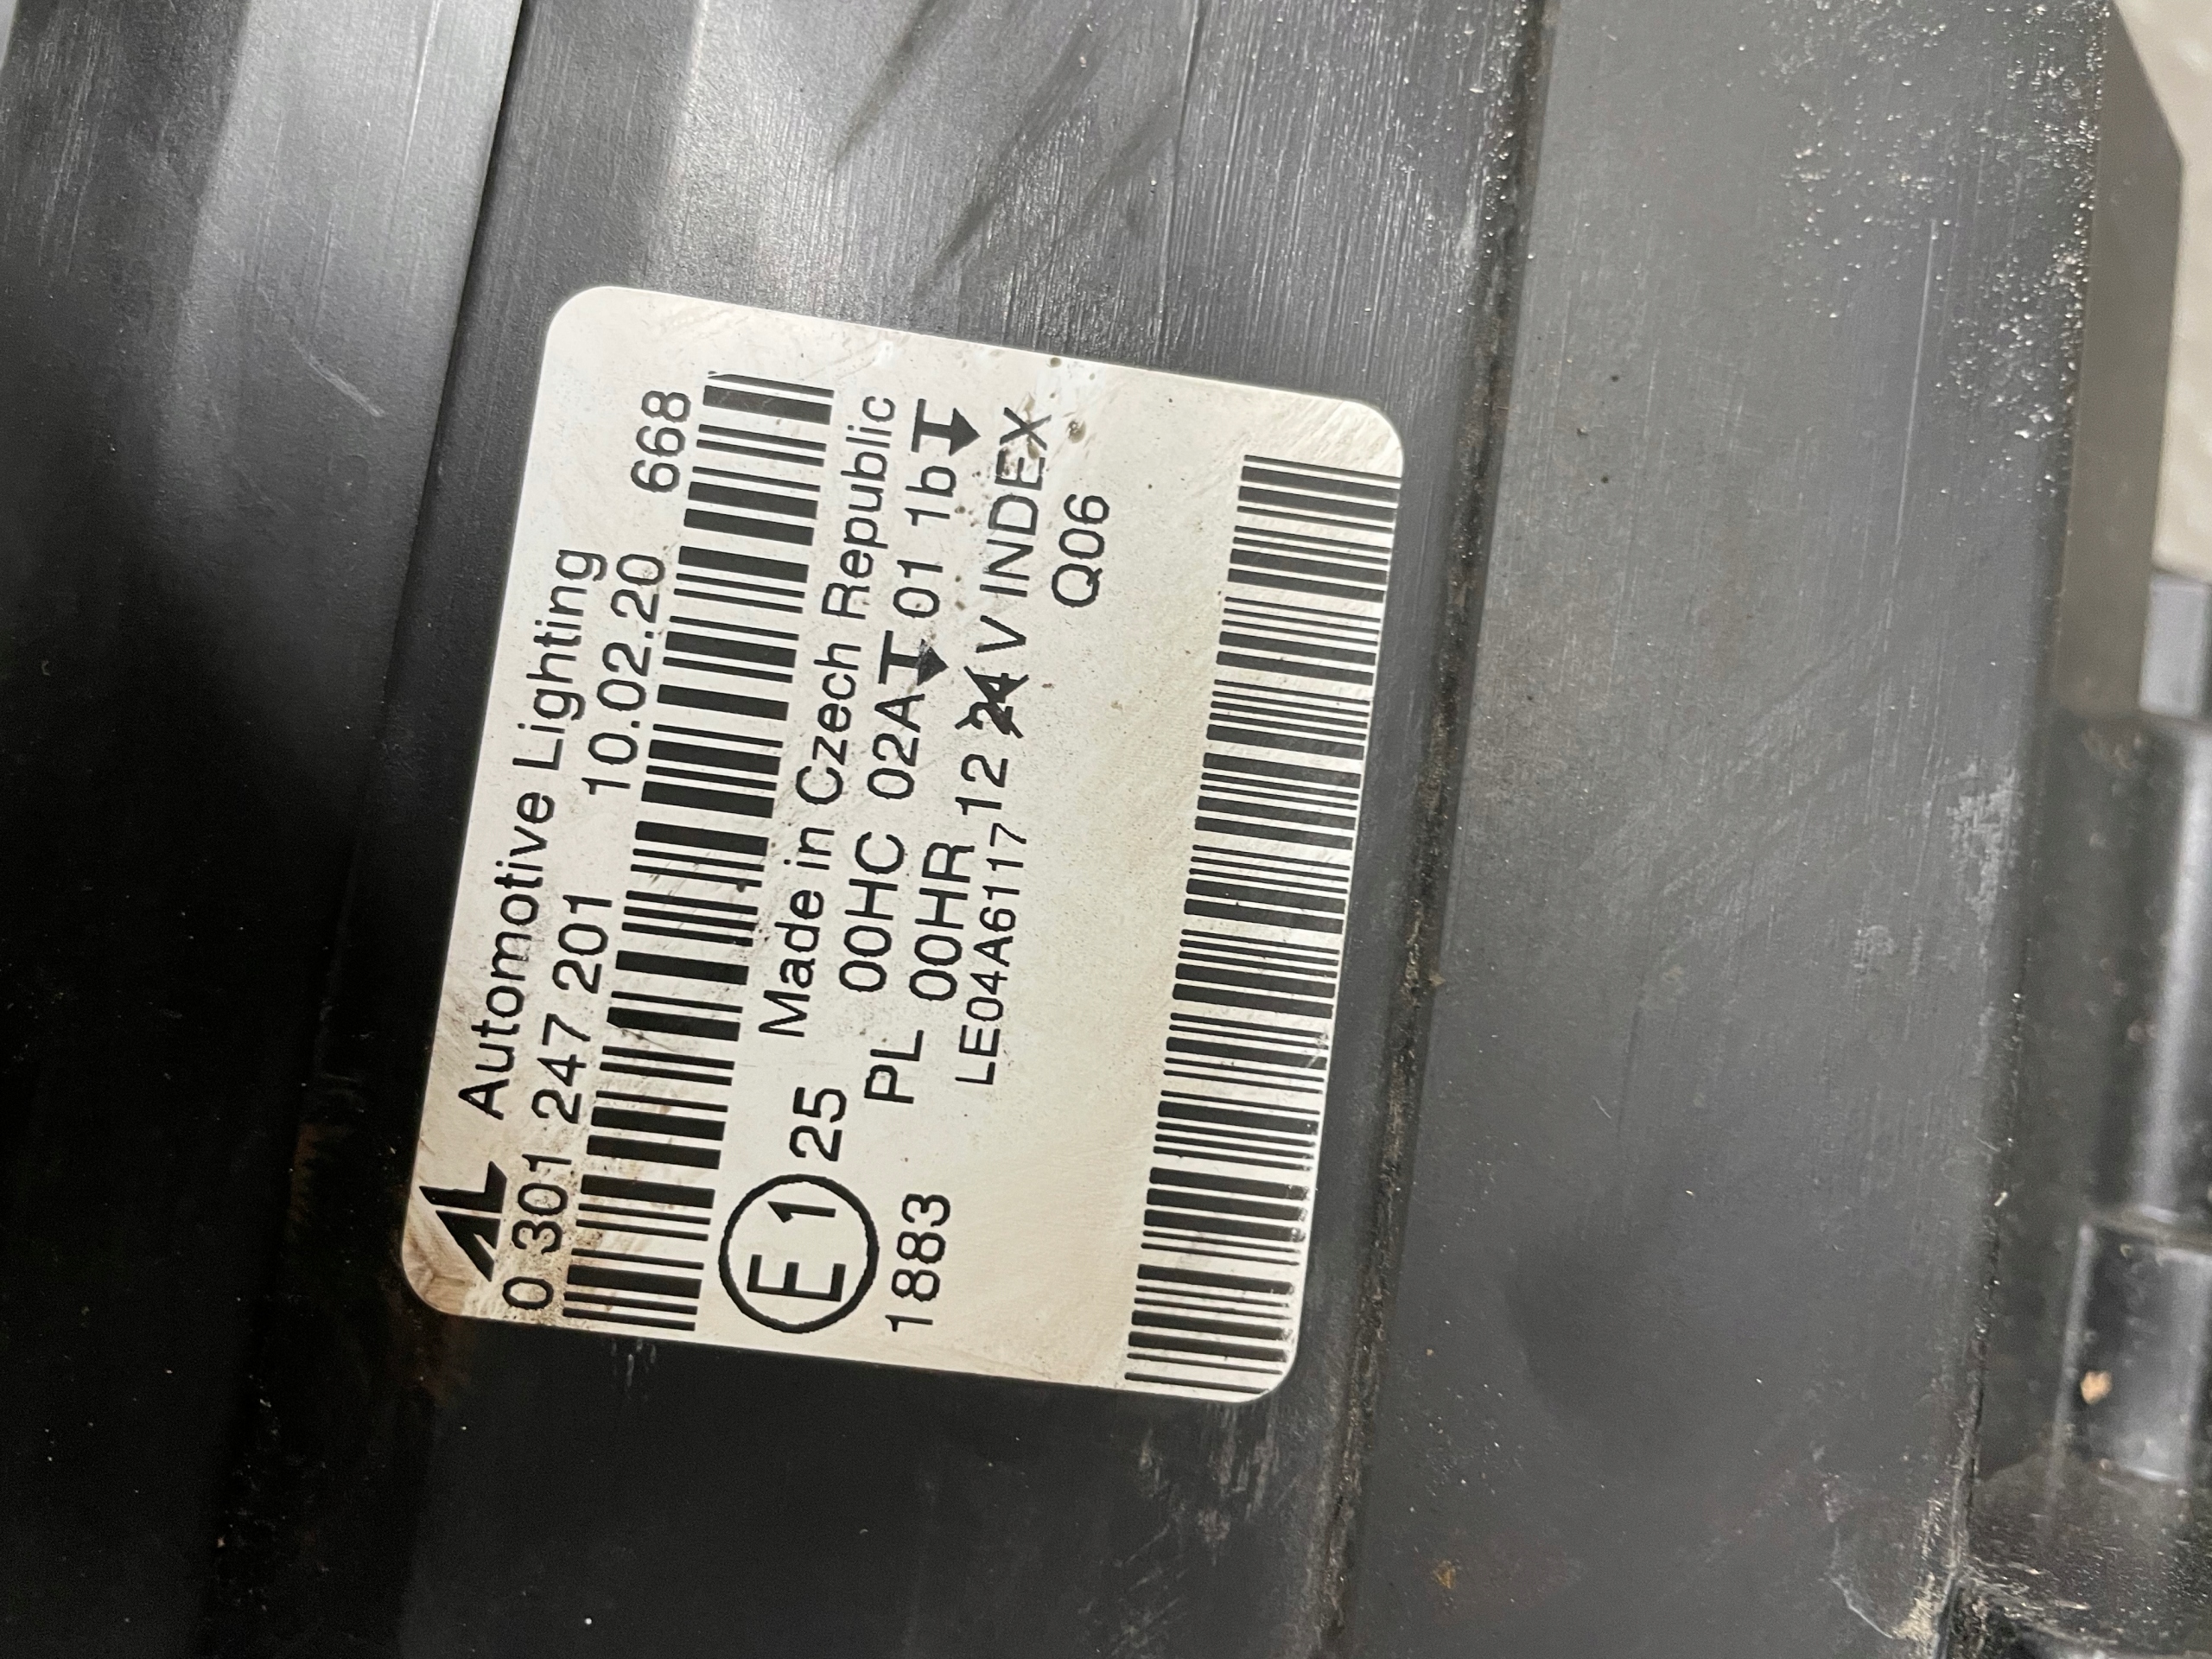 AL Automotive Lighting
0 301 247 201 10.02.20 668
E1 25 Made in Czech Republic
1883 PL 00HC 02A 01 1b
00HR 12 24 V INDEX
LE04A6117 Q06